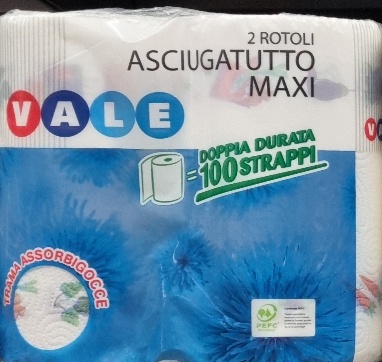 2 ROTOLI
ASCIUGATUTTO
MAXI
VALE
DOPPIA DURATA
=100 STRAPPI
TRAMA ASSORBIGOCCE
PEFC